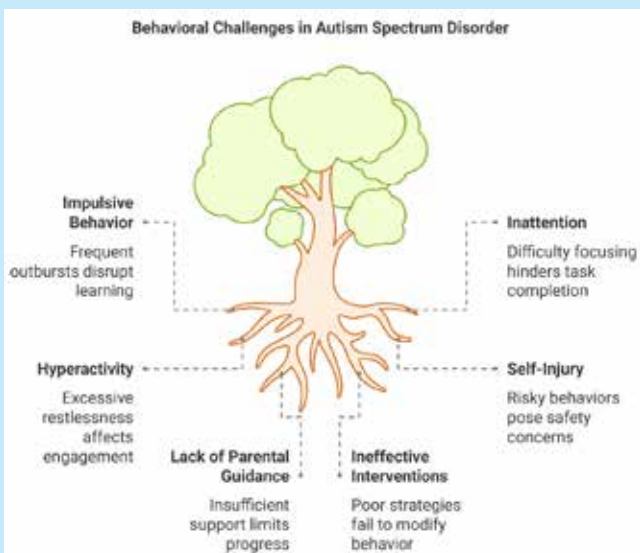 Behavioral Challenges in Autism Spectrum Disorder
Impulsive
Behavior
Frequent
outbursts disrupt
learning
Inattention
Difficulty focusing
hinders task
completion
Hyperactivity
Excessive
restlessness
affects
engagement
Self-Injury
Risky behaviors
pose safety
concerns
Lack of Parental
Guidance
Insufficient
support limits
progress
Ineffective
Interventions
Poor strategies
fail to modify
behavior